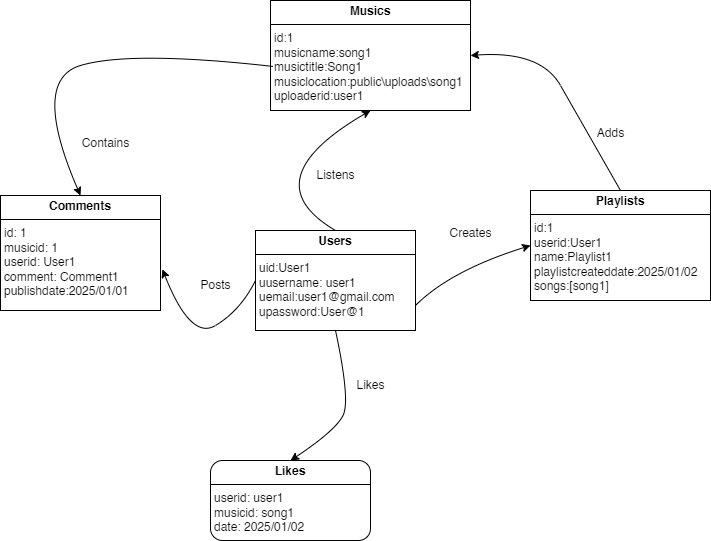 Musics
id:1
musicname:song1
musictitle:Song1
musiclocation:public\uploads\song1
uploaderid:user1
Contains
Listens
Adds
Comments
id: 1
musicid: 1
userid: User1
comment: Comment1
publishdate:2025/01/01
Posts
Users
uid:User1
uusername: user1
uemail:user1@gmail.com
upassword:User@1
Creates
Playlists
id:1
userid:User1
name:Playlist1
playlistcreateddate:2025/01/02
songs:[song1]
Likes
Likes
userid: user1
musicid: song1
date: 2025/01/02